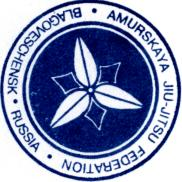 AMURSKAYA JIU-JITSU FEDERATION • RUSSIA • BLAGOVESCHENSK •